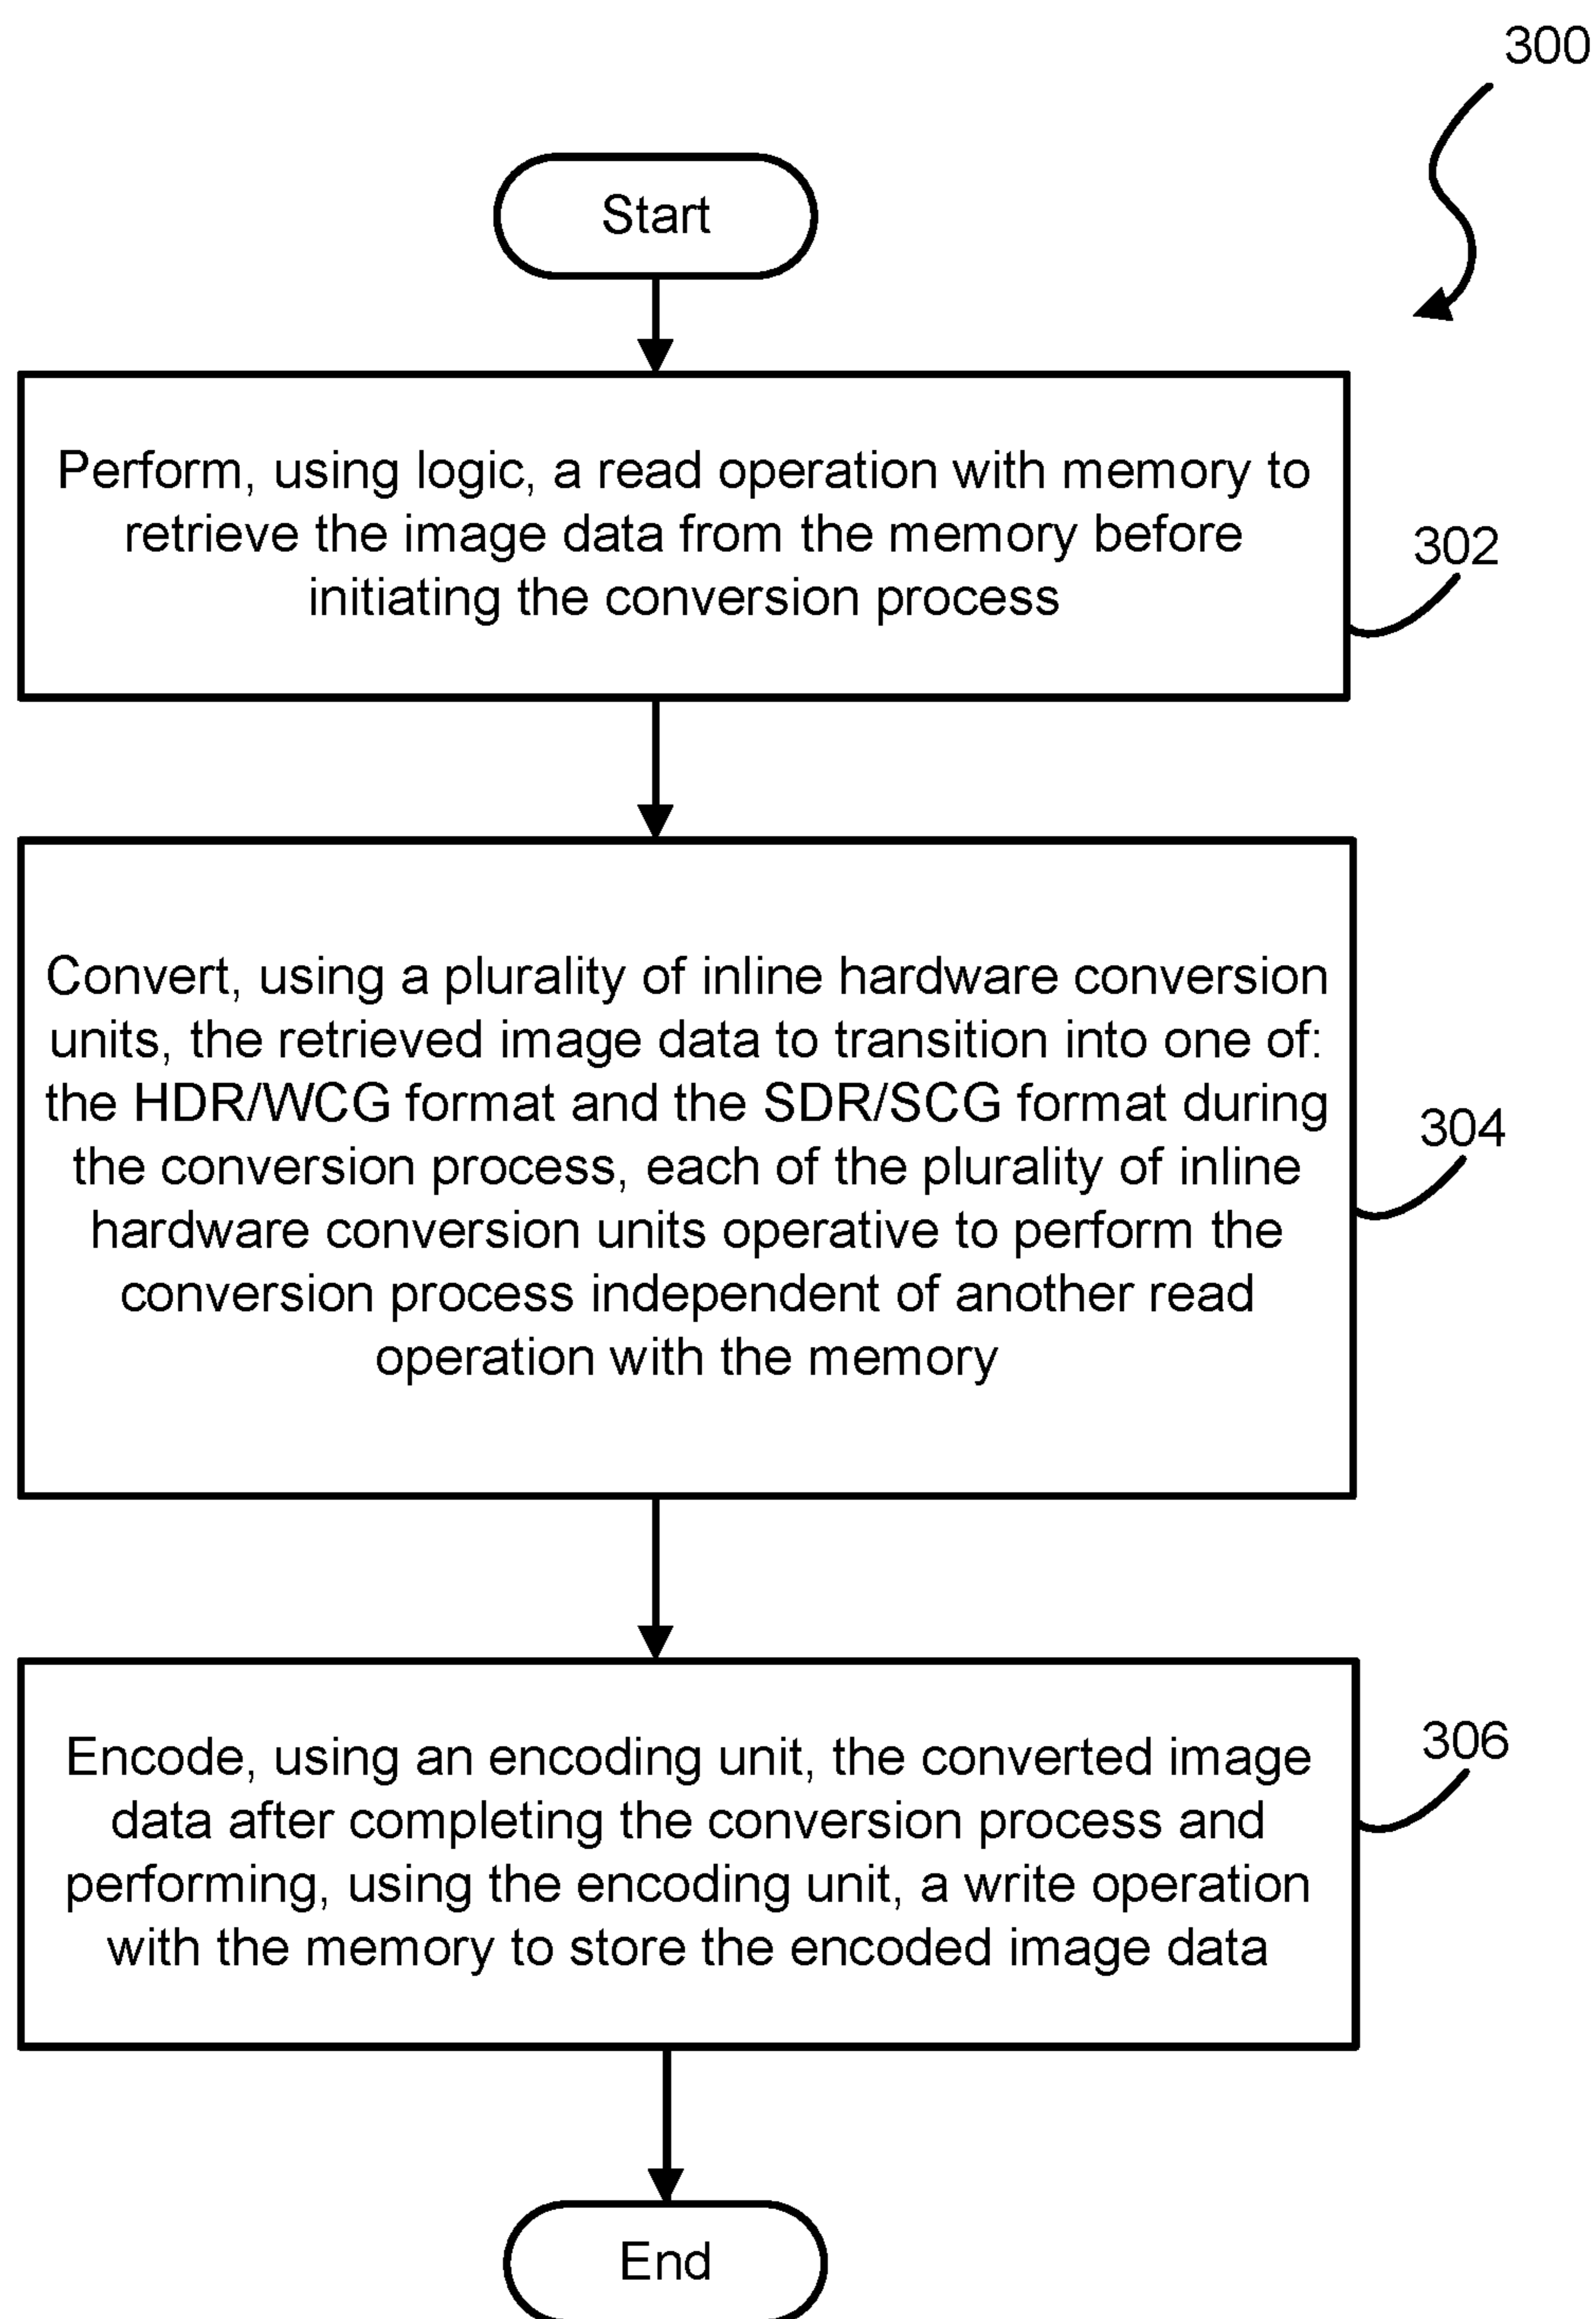 300
Start
Perform, using logic, a read operation with memory to
retrieve the image data from the memory before
initiating the conversion process
302
Convert, using a plurality of inline hardware conversion
units, the retrieved image data to transition into one of:
the HDR/WCG format and the SDR/SCG format during
the conversion process, each of the plurality of inline
hardware conversion units operative to perform the
conversion process independent of another read
operation with the memory
304
Encode, using an encoding unit, the converted image
data after completing the conversion process and
performing, using the encoding unit, a write operation
with the memory to store the encoded image data
306
End